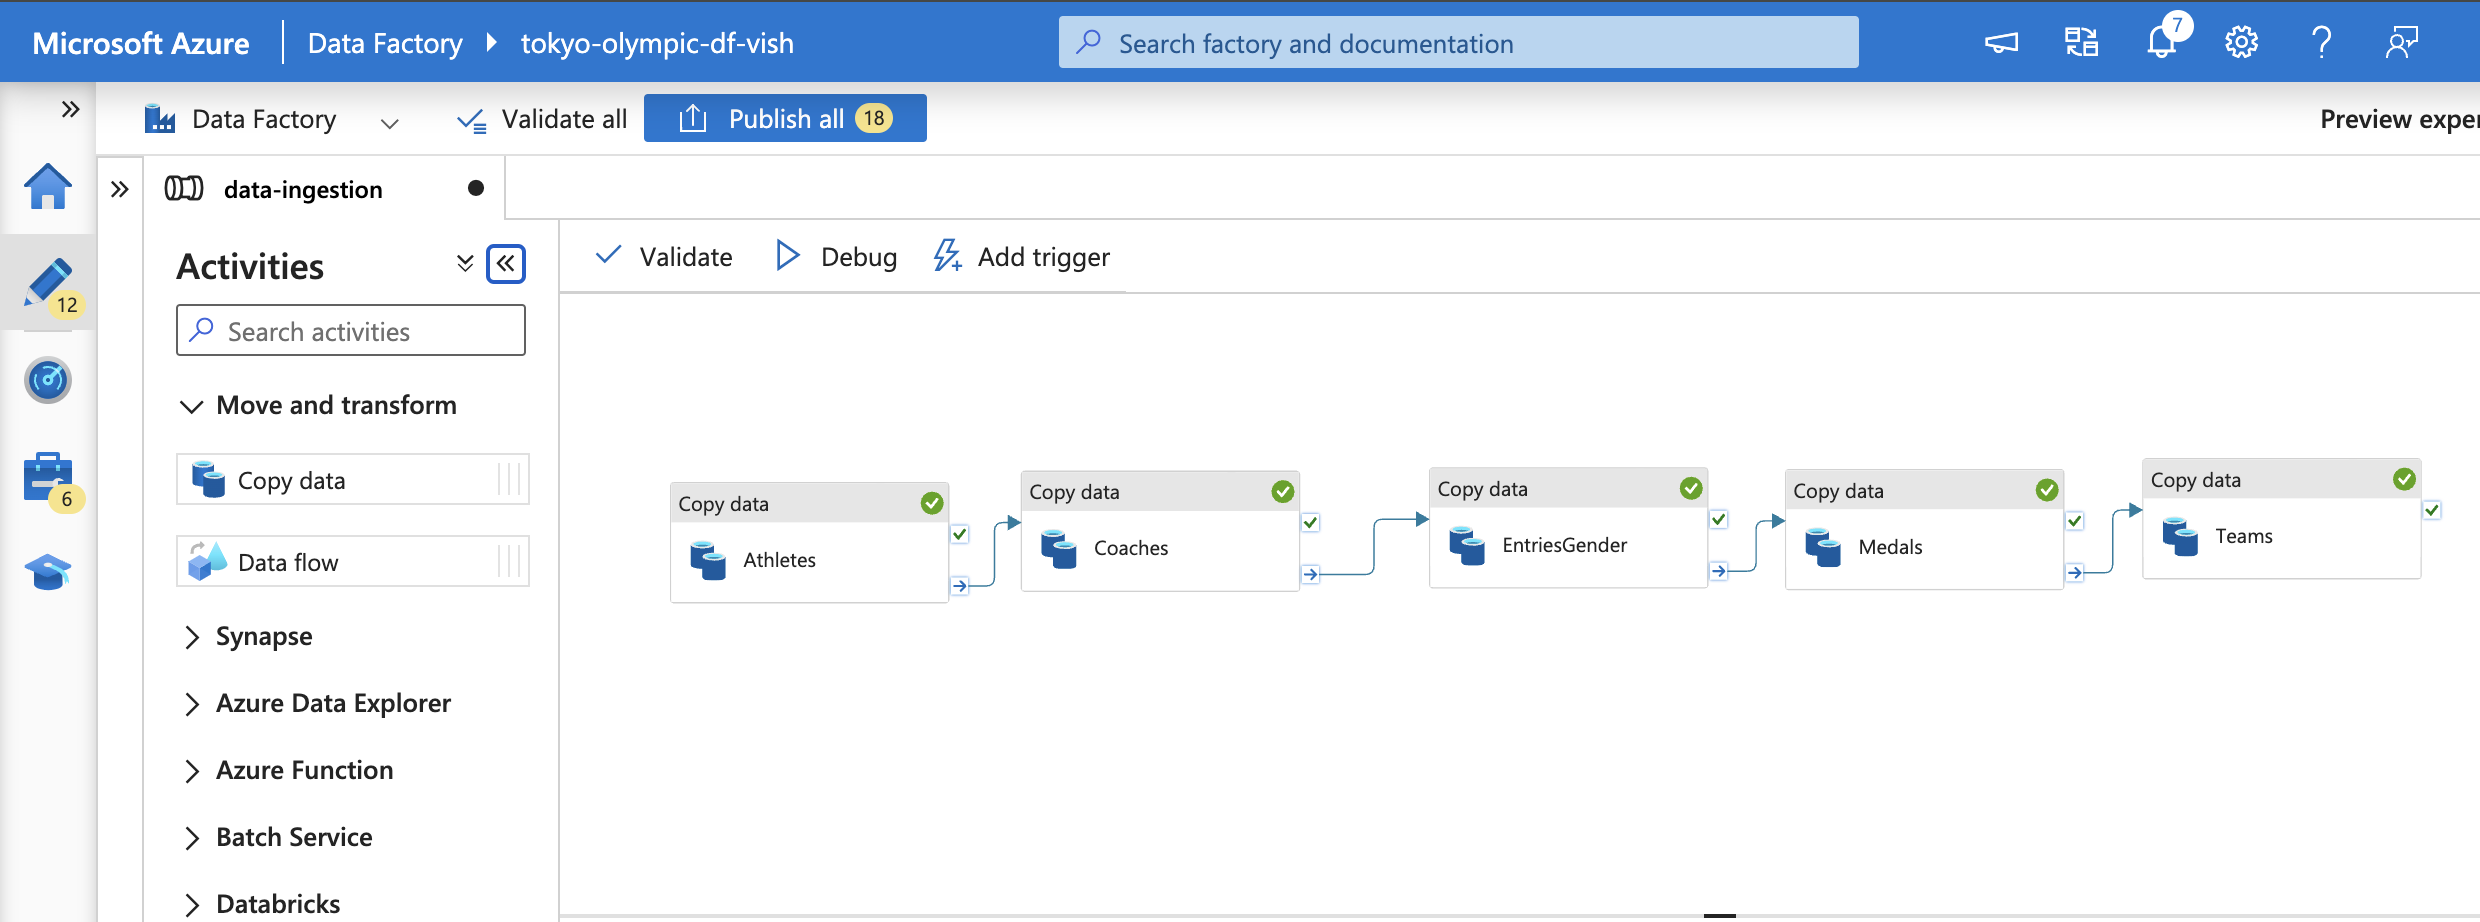 Microsoft Azure
Data Factory
tokyo-olympic-df-vish
Search factory and documentation
7
Data Factory
Validate all
Publish all
18
Preview exper
data-ingestion
Activities
Validate
Debug
Add trigger
12
Search activities
Move and transform
Copy data
6
Data flow
Synapse
Azure Data Explorer
Azure Function
Batch Service
Databricks
Copy data
Athletes
Copy data
Coaches
Copy data
EntriesGender
Copy data
Medals
Copy data
Teams